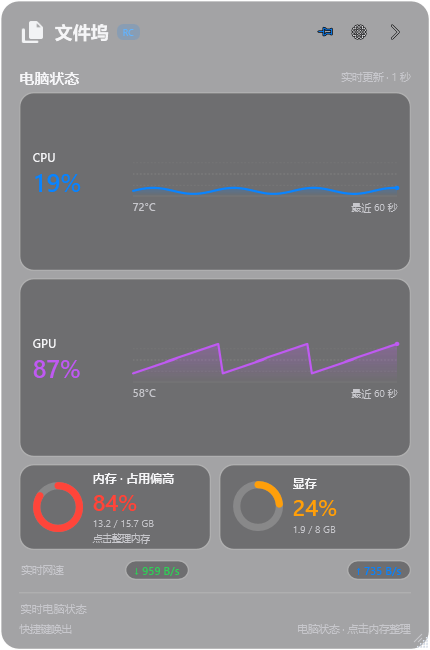 文件坞
电脑状态
实时更新 · 1 秒
CPU
19%
72°C
最近 60 秒
GPU
87%
58°C
最近 60 秒
内存 · 占用偏高
84%
13.2 / 15.7 GB
点击整理内存
显存
24%
1.9 / 8 GB
实时网速
↓ 959 B/s
实时电脑状态
快捷键唤出
电脑状态 · 点击内存整理